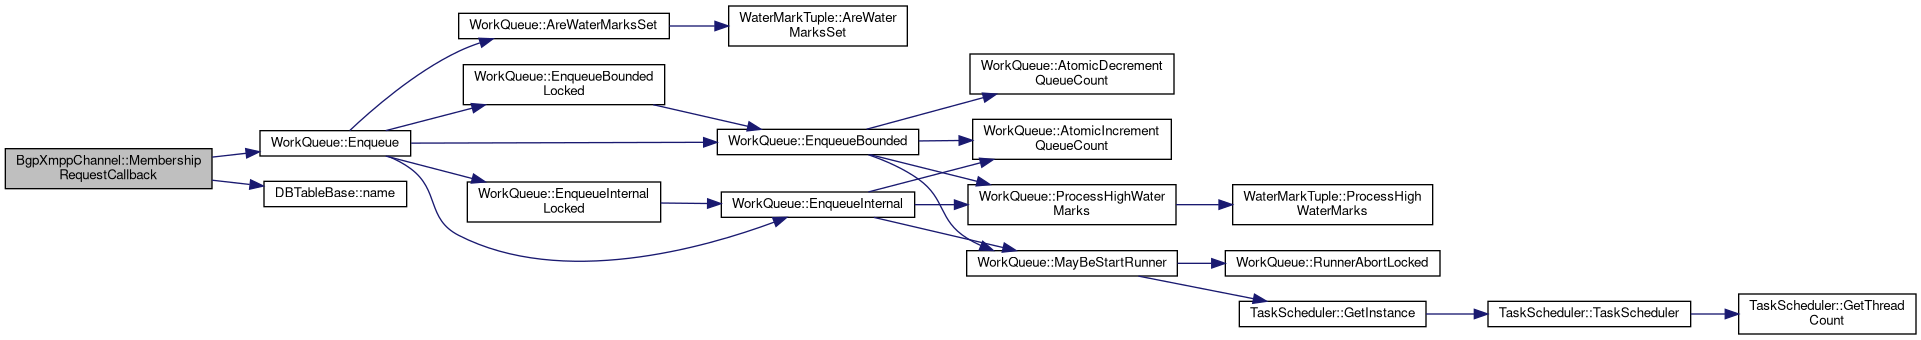 BgpXmppChannel::Membership
RequestCallback
WorkQueue::Enqueue
DBTableBase::name
WorkQueue::AreWaterMarksSet
WorkQueue::EnqueueBounded
Locked
WorkQueue::EnqueueInternal
Locked
WaterMarkTuple::AreWater
MarksSet
WorkQueue::EnqueueBounded
WorkQueue::EnqueueInternal
WorkQueue::AtomicDecrement
QueueCount
WorkQueue::AtomicIncrement
QueueCount
WorkQueue::ProcessHighWater
Marks
WorkQueue::MayBeStartRunner
WaterMarkTuple::ProcessHigh
WaterMarks
WorkQueue::RunnerAbortLocked
TaskScheduler::GetInstance
TaskScheduler::TaskScheduler
TaskScheduler::GetThread
Count